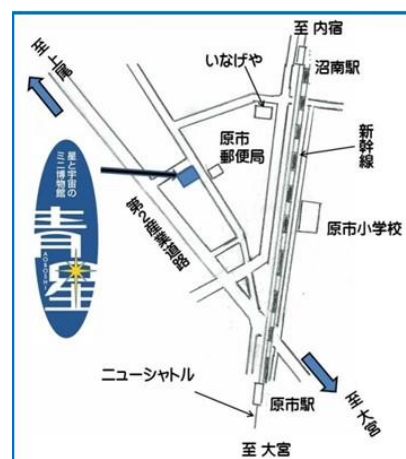 至 内宿
至 上尾
いなげや
沼南駅
原市
郵便局
新幹線
星と宇宙の
ミニ博物館
青星
AOBOSHI
第2産業道路
原市小学校
ニューシャトル
原市駅
至 大宮
至 大宮